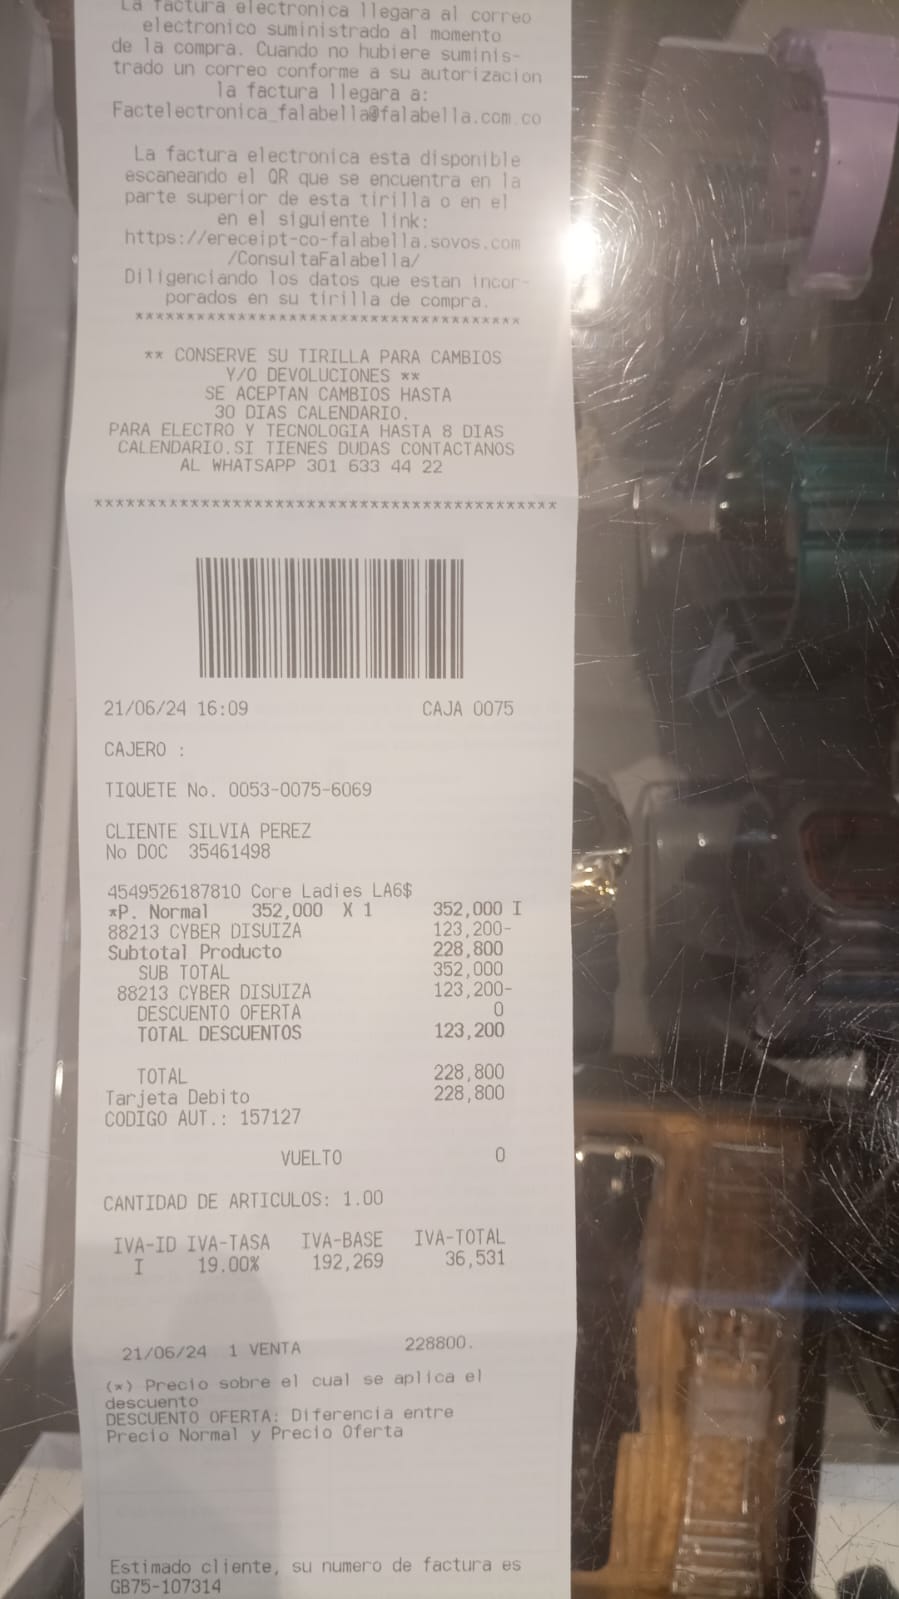 La factura electronica llegara al correo
electronico suministrado al momento
de la compra. Cuando no hubiere suminis-
trado un correo conforme a su autorizacion
la factura llegara a:
Factelectronica_falabella@falabella.com.co
La factura electronica esta disponible
escaneando el QR que se encuentra en la
parte superior de esta tirilla o en el
en el siguiente link:
https://ereceipt-co-falabella.sovos.com
/ConsultaFalabella/
Diligenciando los datos que estan incor-
porados en su tirilla de compra.
*************************************
** CONSERVE SU TIRILLA PARA CAMBIOS
Y/O DEVOLUCIONES **
SE ACEPTAN CAMBIOS HASTA
30 DIAS CALENDARIO.
PARA ELECTRO Y TECNOLOGIA HASTA 8 DIAS
CALENDARIO.SI TIENES DUDAS CONTACTANOS
AL WHATSAPP 301 633 44 22
********************************************
21/06/24 16:09 CAJA 0075
CAJERO :
TIQUETE No. 0053-0075-6069
CLIENTE SILVIA PEREZ
No DOC 35461498
4549526187810 Core Ladies LA6$
*P. Normal 352,000 X 1 352,000 I
88213 CYBER DISUIZA 123,200-
Subtotal Producto 228,800
SUB TOTAL 352,000
88213 CYBER DISUIZA 123,200-
DESCUENTO OFERTA 0
TOTAL DESCUENTOS 123,200
TOTAL 228,800
Tarjeta Debito 228,800
CODIGO AUT.: 157127
VUELTO 0
CANTIDAD DE ARTICULOS: 1.00
IVA-ID IVA-TASA IVA-BASE IVA-TOTAL
I 19.00% 192,269 36,531
21/06/24 1 VENTA 228800.
(*) Precio sobre el cual se aplica el
descuento
DESCUENTO OFERTA: Diferencia entre
Precio Normal y Precio Oferta
Estimado cliente, su numero de factura es
GB75-107314